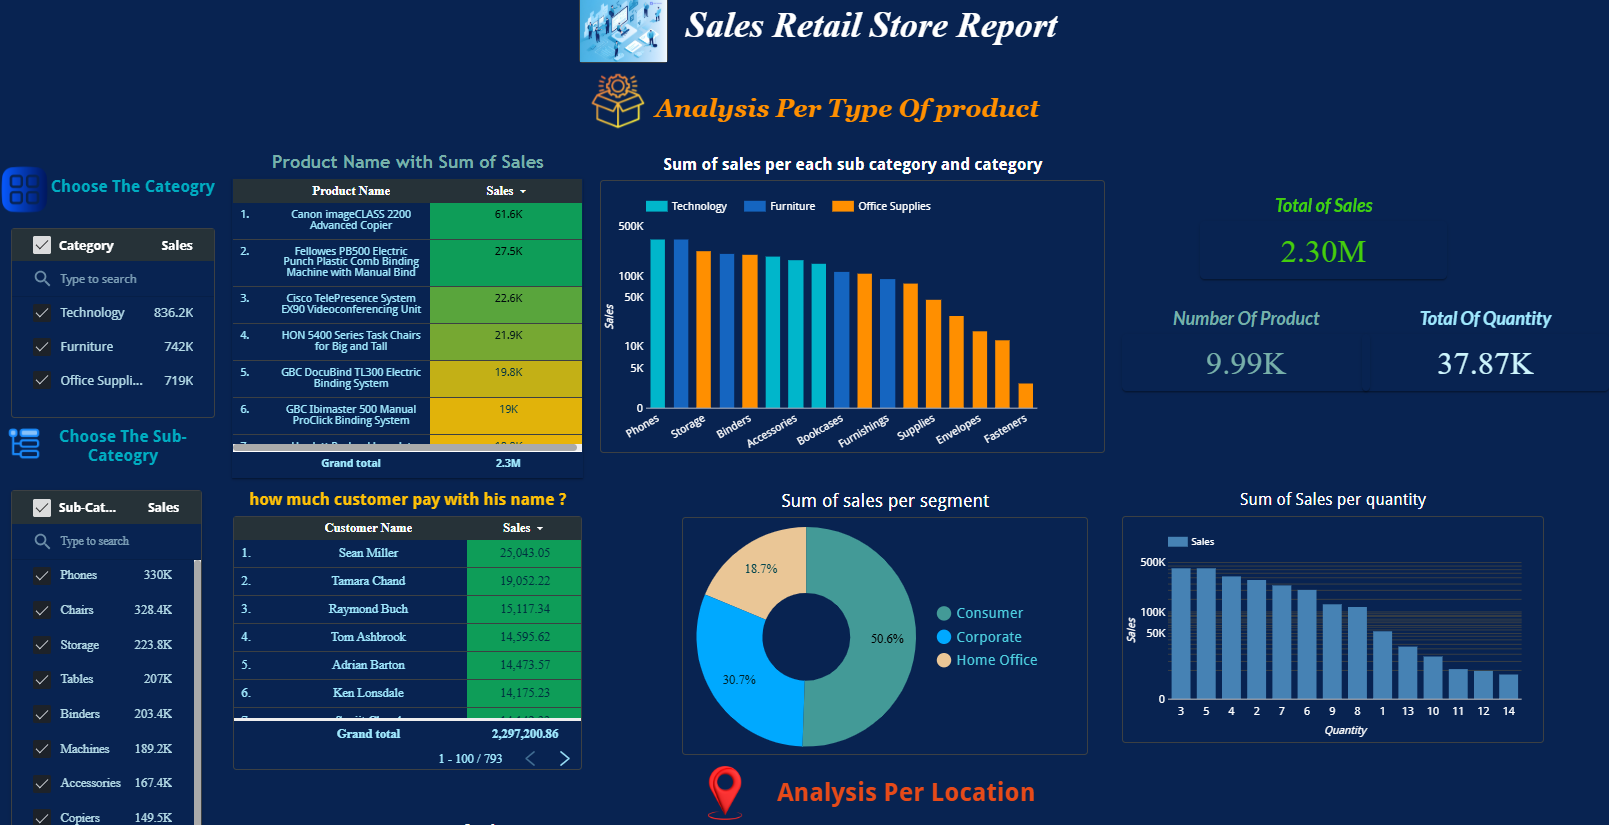 Sales Retail Store Report
Analysis Per Type Of product
Choose The Cateogry
Category Sales
Type to search
Technology 836.2K
Furniture 742K
Office Suppli... 719K
Choose The Sub-
Cateogry
Sub-Cat... Sales
Type to search
Phones 330K
Chairs 328.4K
Storage 223.8K
Tables 207K
Binders 203.4K
Machines 189.2K
Accessories 167.4K
Copiers 149.5K
Product Name with Sum of Sales
Product Name Sales
1. Canon imageCLASS 2200 61.6K
Advanced Copier
2. Fellowes PB500 Electric 27.5K
Punch Plastic Comb Binding
Machine with Manual Bind
3. Cisco TelePresence System 22.6K
EX90 Videoconferencing Unit
4. HON 5400 Series Task Chairs 21.9K
for Big and Tall
5. GBC DocuBind TL300 Electric 19.8K
Binding System
6. GBC Ibimaster 500 Manual 19K
ProClick Binding System
Grand total 2.3M
how much customer pay with his name ?
Customer Name Sales
1. Sean Miller 25,043.05
2. Tamara Chand 19,052.22
3. Raymond Buch 15,117.34
4. Tom Ashbrook 14,595.62
5. Adrian Barton 14,473.57
6. Ken Lonsdale 14,175.23
Grand total 2,297,200.86
1 - 100 / 793
Sum of sales per each sub category and category
Technology Furniture Office Supplies
500K
100K
50K
10K
5K
0
Sales
Phones Storage Binders Accessories Bookcases Furnishings Supplies Envelopes Fasteners
Total of Sales
2.30M
Number Of Product
9.99K
Total Of Quantity
37.87K
Sum of sales per segment
18.7%
50.6%
30.7%
Consumer
Corporate
Home Office
Sum of Sales per quantity
Sales
500K
100K
50K
0
Sales
3 5 4 2 7 6 9 8 1 13 10 11 12 14
Quantity
Analysis Per Location